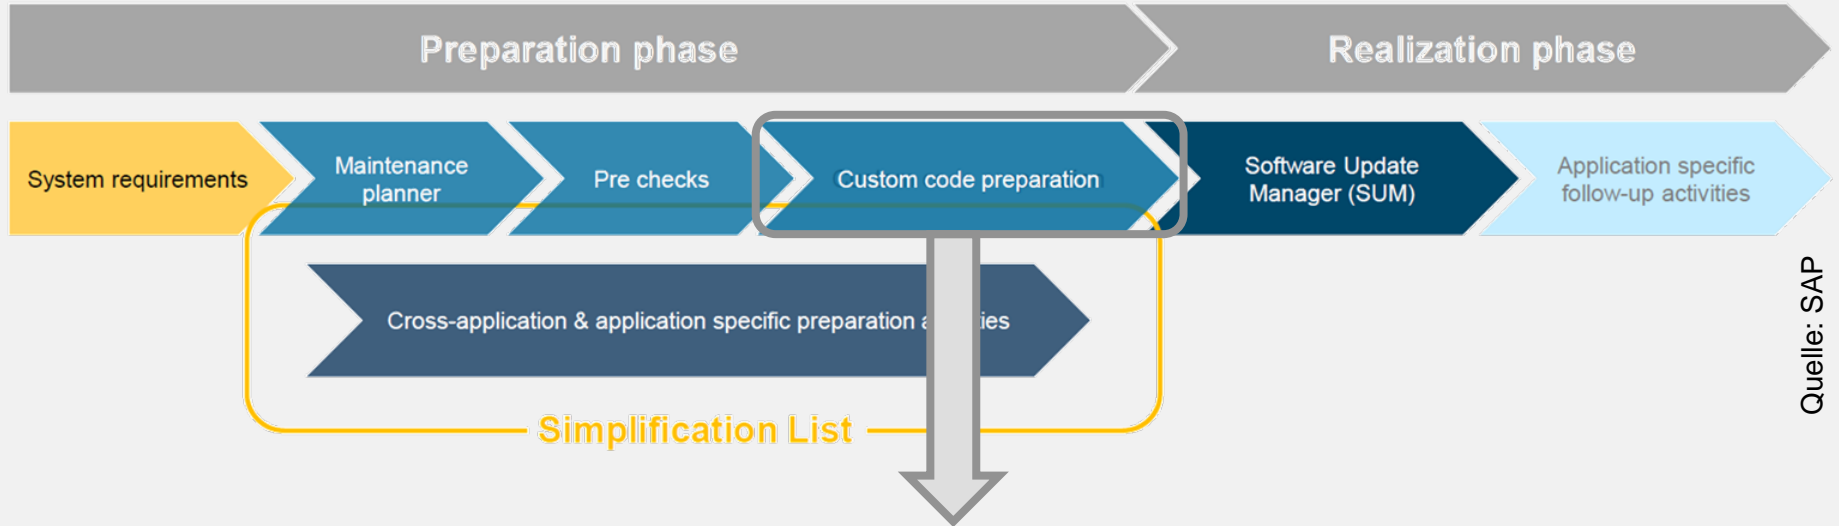 Preparation phase
Realization phase
System requirements
Maintenance
planner
Pre checks
Custom code preparation
Software Update
Manager (SUM)
Application specific
follow-up activities
Cross-application & application specific preparation
Simplification List
Quelle: SAP